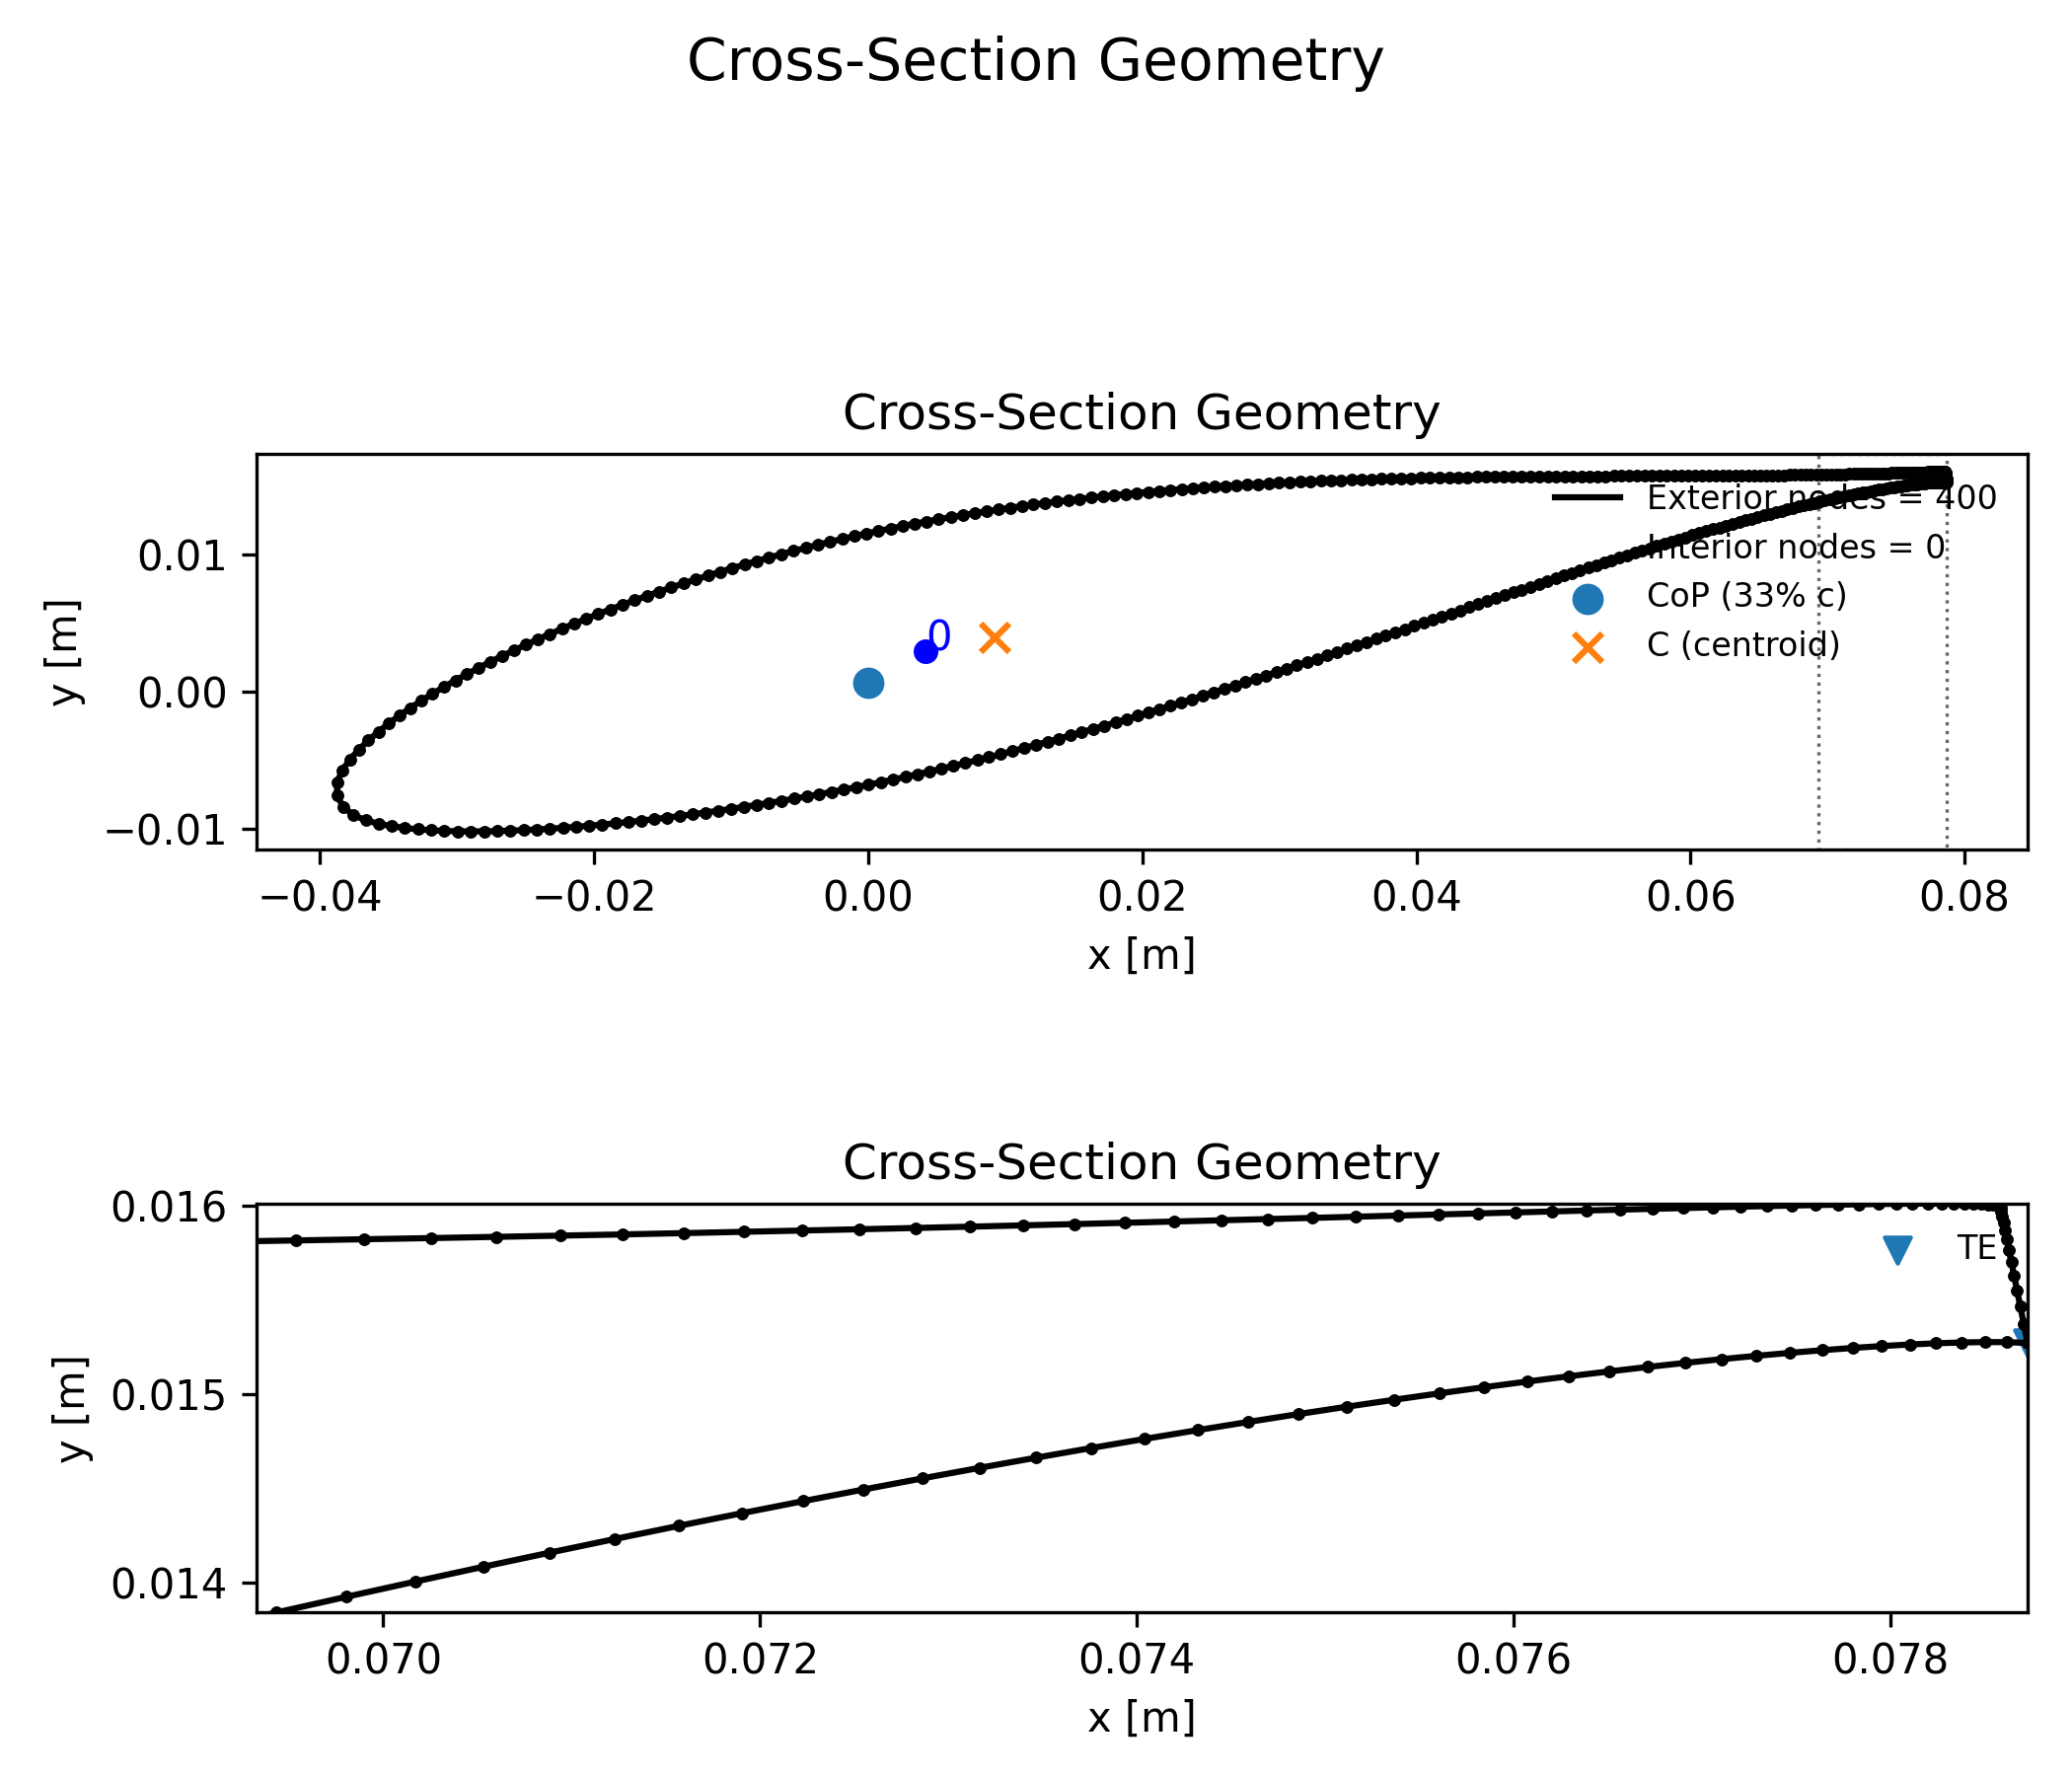 Cross-Section Geometry
Cross-Section Geometry
Exterior nodes = 400
Interior nodes = 0
CoP (33% c)
C (centroid)
0
y [m]
0.01
0.00
−0.01
−0.04 −0.02 0.00 0.02 0.04 0.06 0.08
x [m]
Cross-Section Geometry
TE
y [m]
0.016
0.015
0.014
0.070 0.072 0.074 0.076 0.078
x [m]